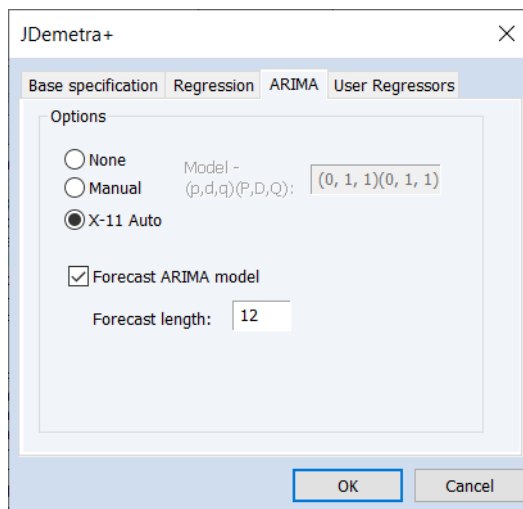 JDemetra+
Base specification Regression ARIMA User Regressors
Options
None
Manual
X-11 Auto
Model -
(p,d,q)(P,D,Q):
(0, 1, 1)(0, 1, 1)
Forecast ARIMA model
Forecast length: 12
OK Cancel